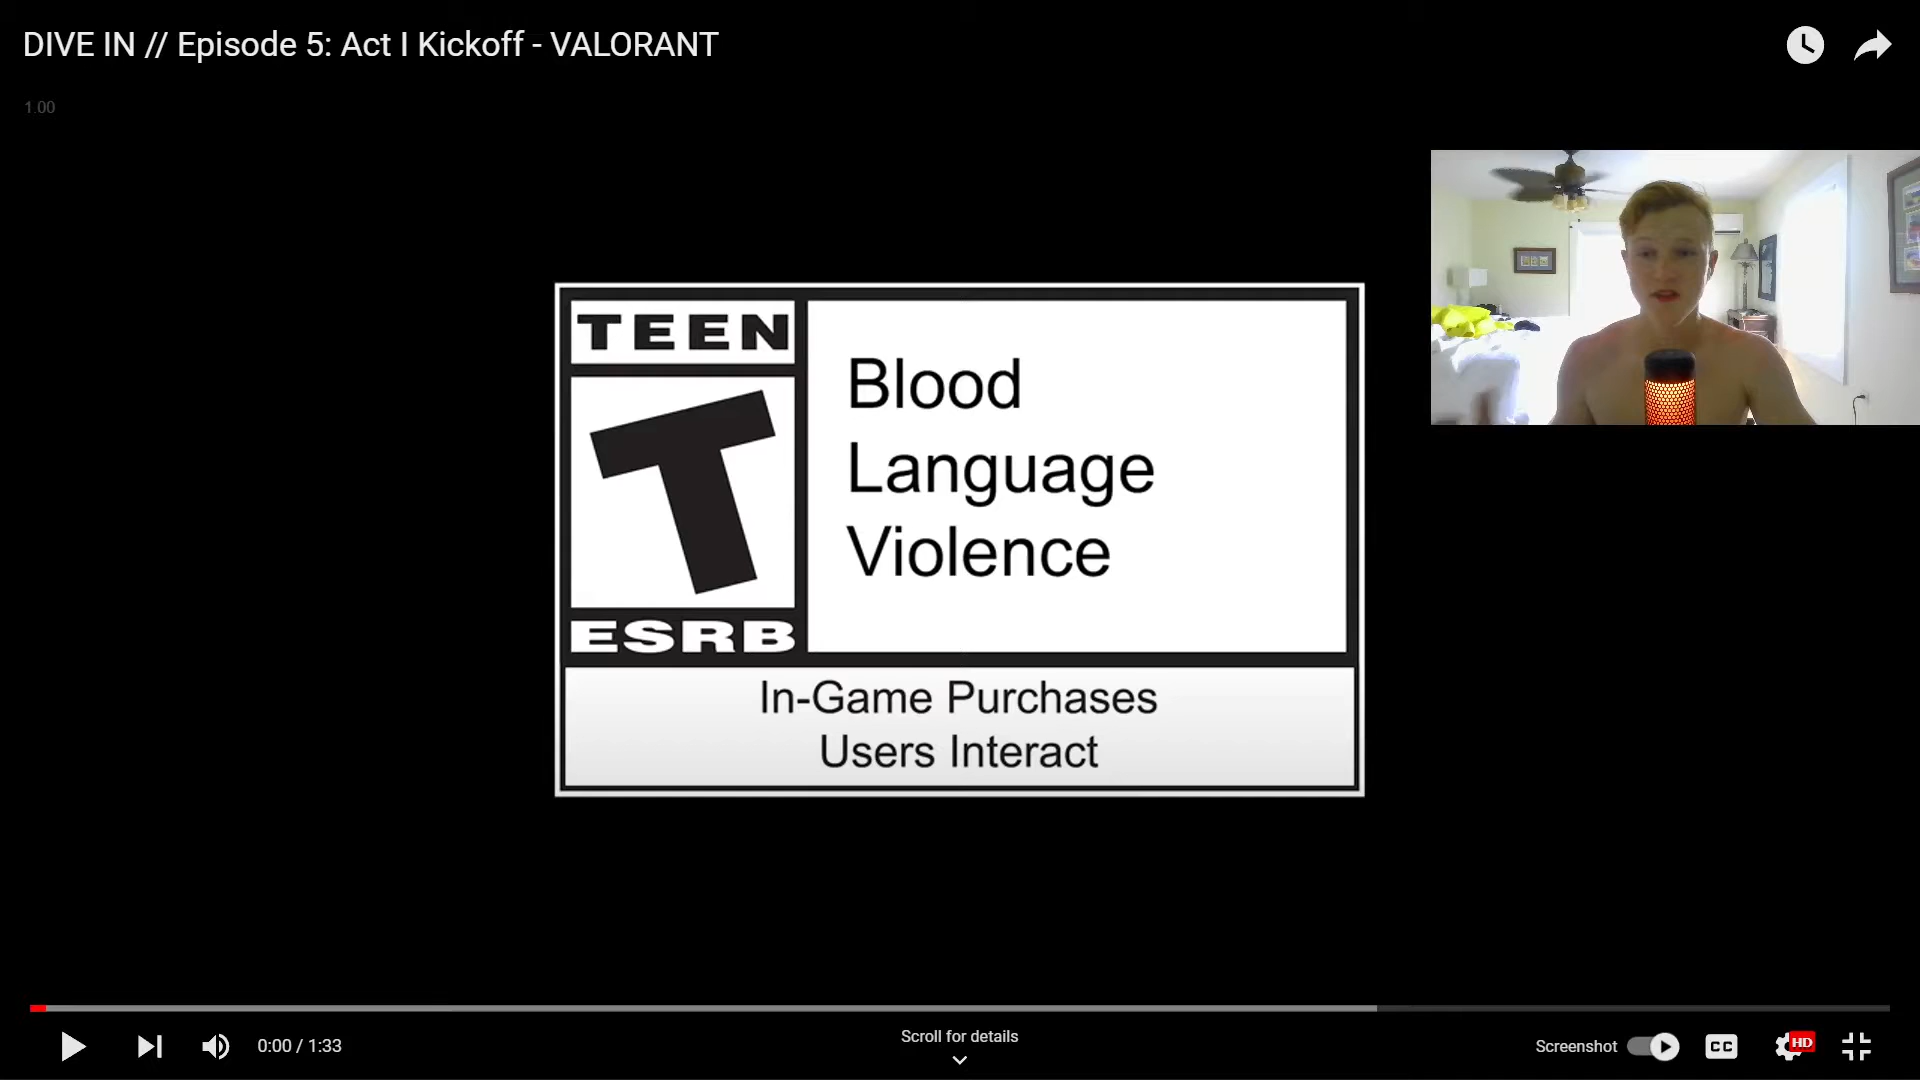 DIVE IN // Episode 5: Act I Kickoff - VALORANT
1.00
TEEN
T
ESRB
Blood
Language
Violence
In-Game Purchases
Users Interact
0:00 / 1:33
Scroll for details
Screenshot
CC
HD